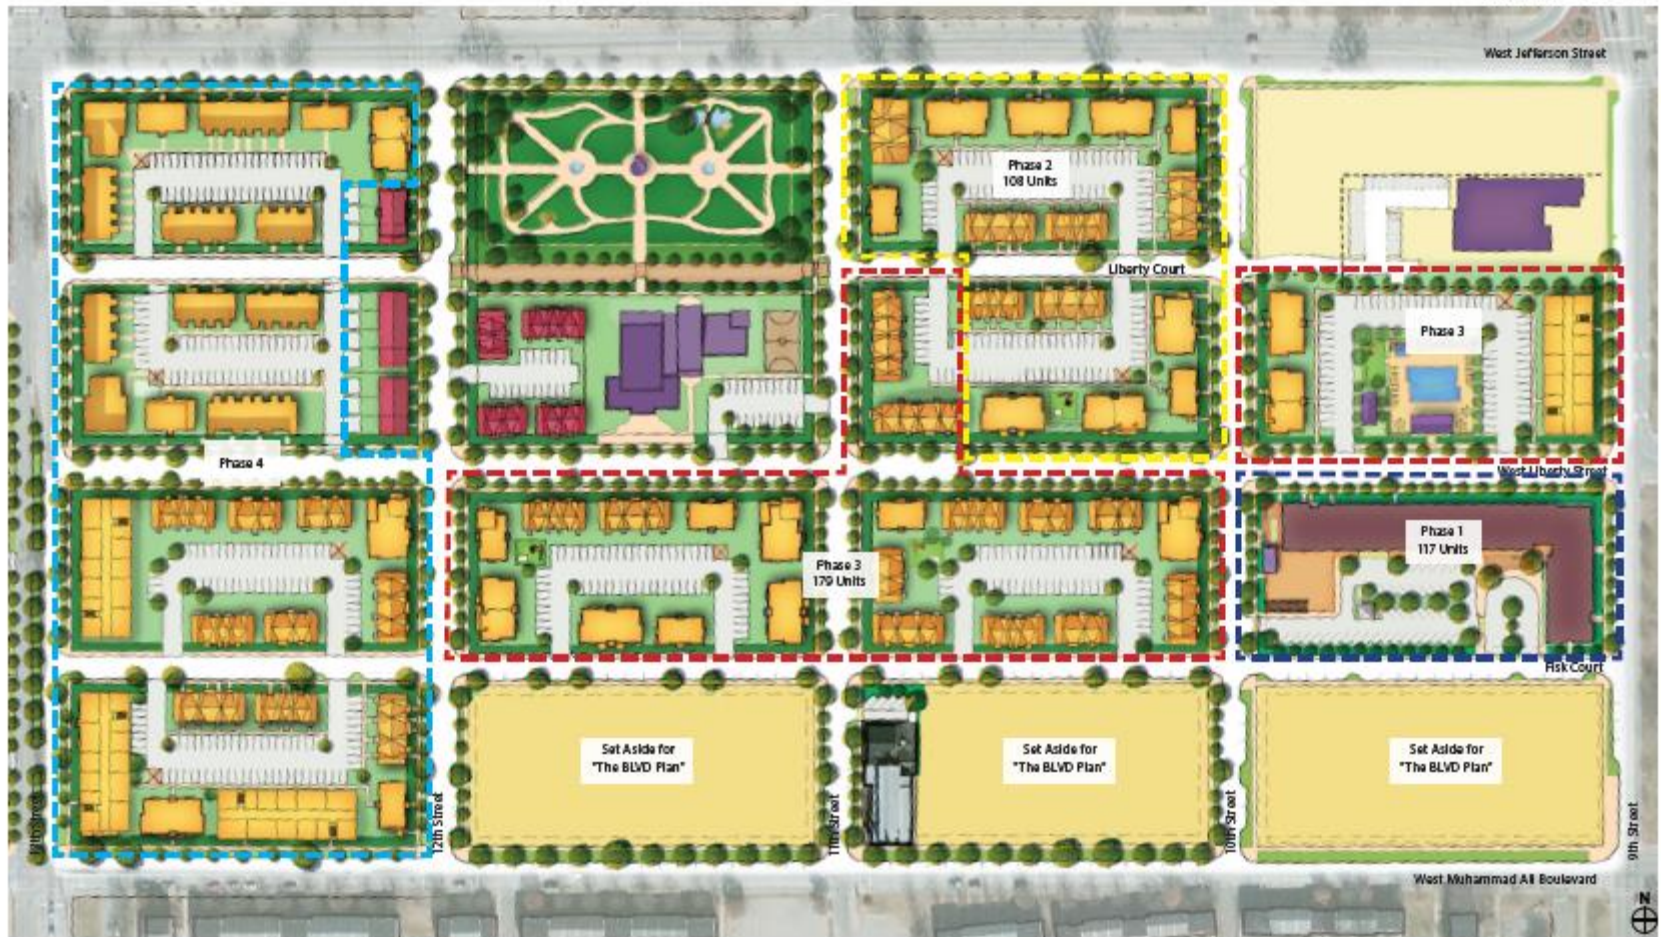 West Jefferson Street
Phase 2
108 Units
Liberty Court
Phase 3
Phase 4
West Liberty Street
Phase 1
117 Units
Phase 3
179 Units
Fisk Court
Set Aside for
"The BLVD Plan"
Set Aside for
"The BLVD Plan"
Set Aside for
"The BLVD Plan"
12th Street
11th Street
10th Street
9th Street
West Muhammad Ali Boulevard
N